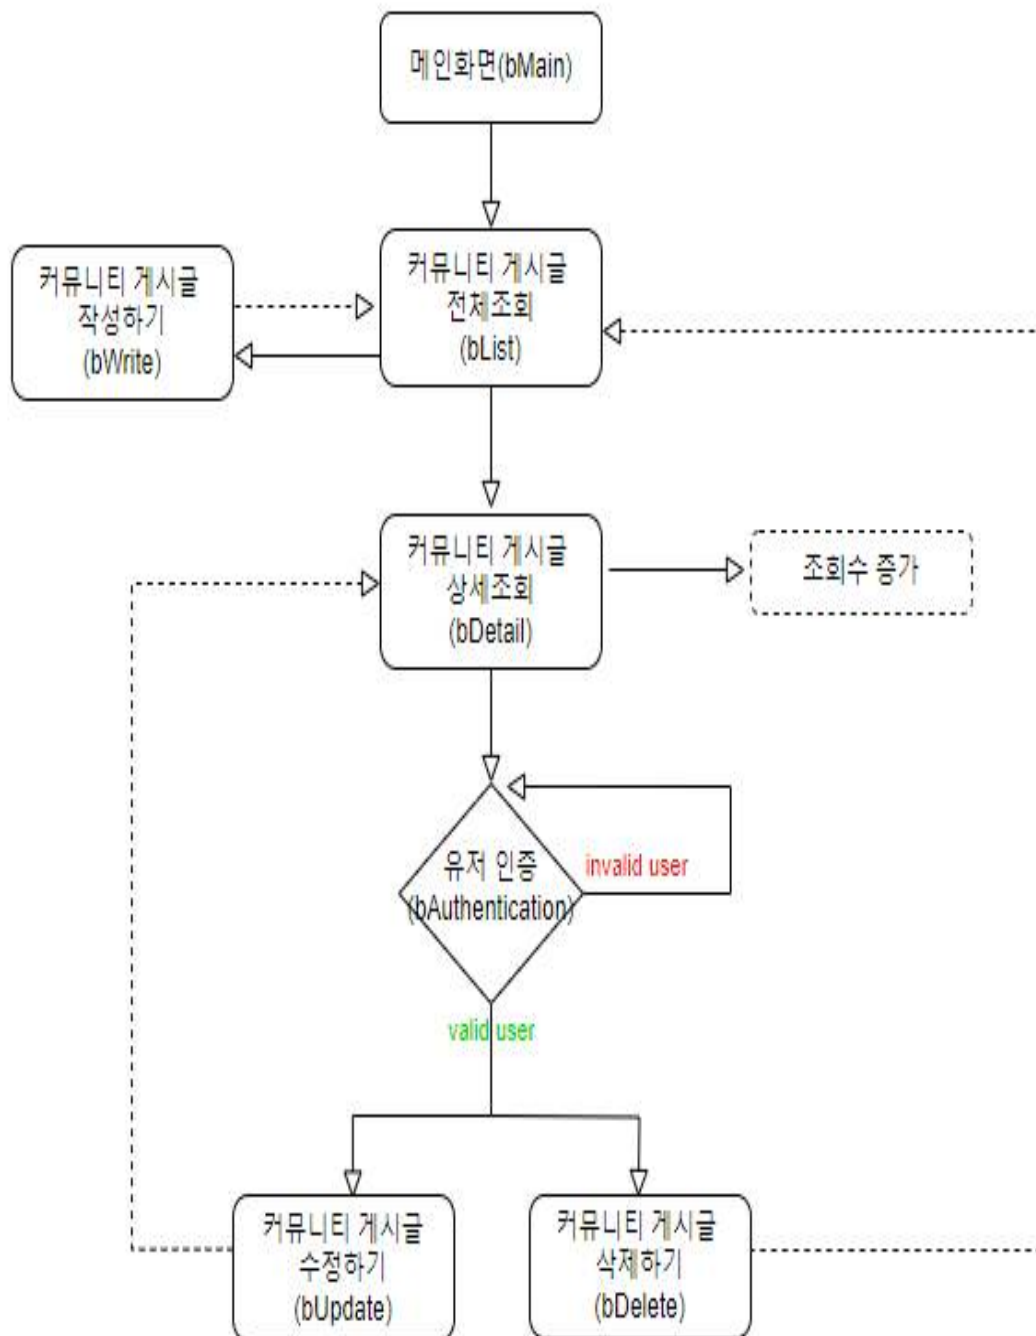 메인화면(bMain)
커뮤니티 게시글
작성하기
(bWrite)
커뮤니티 게시글
전체조회
(bList)
커뮤니티 게시글
상세조회
(bDetail)
조회수 증가
유저 인증
(bAuthentication)
invalid user
valid user
커뮤니티 게시글
수정하기
(bUpdate)
커뮤니티 게시글
삭제하기
(bDelete)